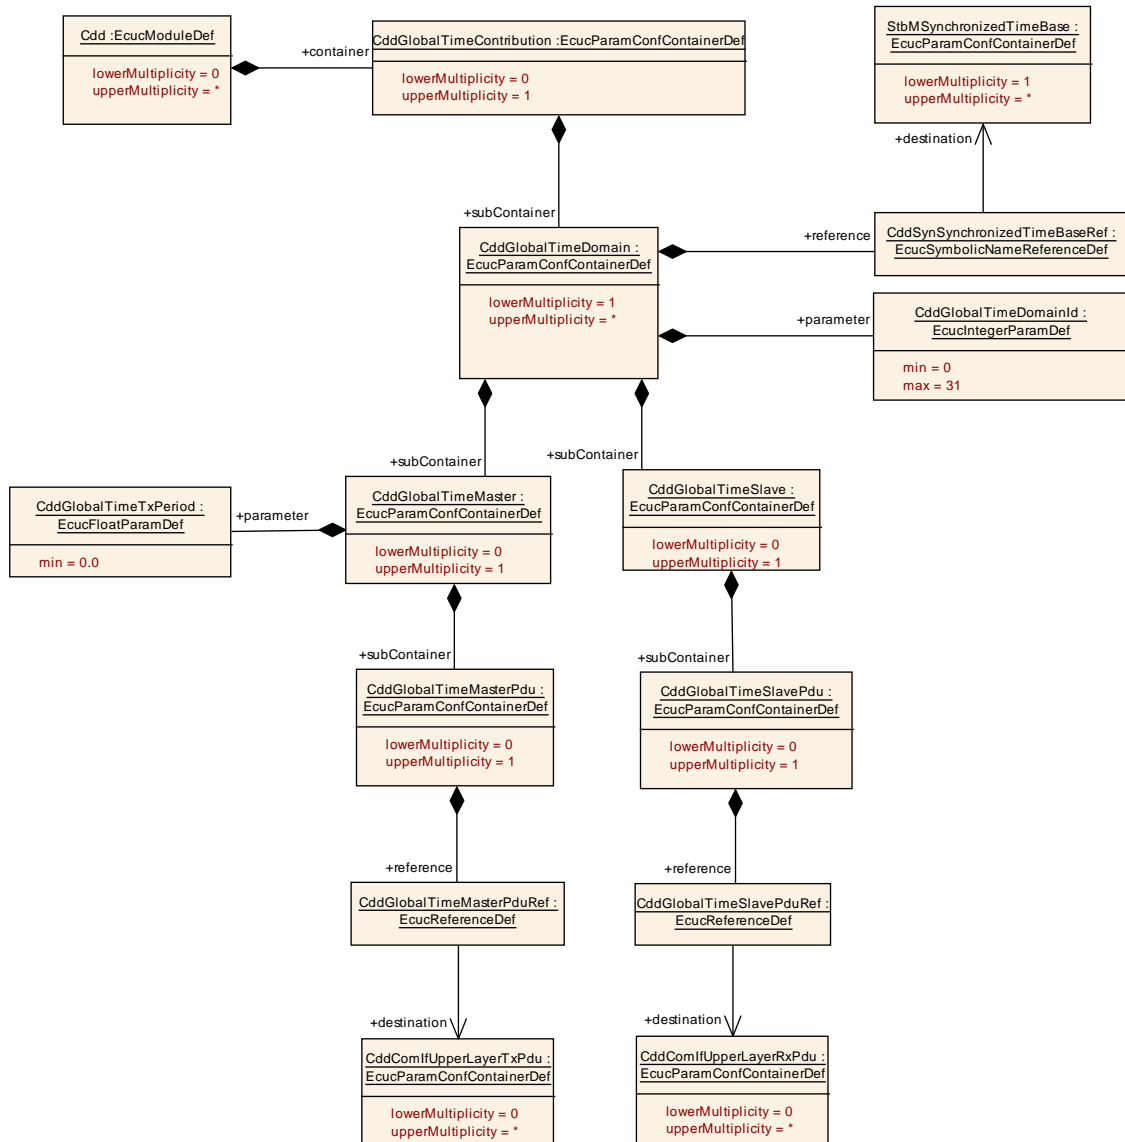 Cdd :EcucModuleDef
lowerMultiplicity = 0
upperMultiplicity = *
+container
CddGlobalTimeContribution :EcucParamConfContainerDef
lowerMultiplicity = 0
upperMultiplicity = 1
StbMSynchronizedTimeBase :
EcucParamConfContainerDef
lowerMultiplicity = 1
upperMultiplicity = *
+destination
+subContainer
CddGlobalTimeDomain:
EcucParamConfContainerDef
lowerMultiplicity = 1
upperMultiplicity = *
+reference
CddSynSynchronizedTimeBaseRef :
EcucSymbolicNameReferenceDef
+parameter
CddGlobalTimeDomainId :
EcucIntegerParamDef
min = 0
max = 31
+subContainer
+subContainer
CddGlobalTimeTxPeriod :
EcucFloatParamDef
min = 0.0
+parameter
CddGlobalTimeMaster :
EcucParamConfContainerDef
lowerMultiplicity = 0
upperMultiplicity = 1
CddGlobalTimeSlave :
EcucParamConfContainerDef
lowerMultiplicity = 0
upperMultiplicity = 1
+subContainer
+subContainer
CddGlobalTimeMasterPdu :
EcucParamConfContainerDef
lowerMultiplicity = 0
upperMultiplicity = 1
CddGlobalTimeSlavePdu :
EcucParamConfContainerDef
lowerMultiplicity = 0
upperMultiplicity = 1
+reference
+reference
CddGlobalTimeMasterPduRef :
EcucReferenceDef
CddGlobalTimeSlavePduRef :
EcucReferenceDef
+destination
+destination
CddComIfUpperLayerTxPdu :
EcucParamConfContainerDef
lowerMultiplicity = 0
upperMultiplicity = *
CddComIfUpperLayerRxPdu :
EcucParamConfContainerDef
lowerMultiplicity = 0
upperMultiplicity = *